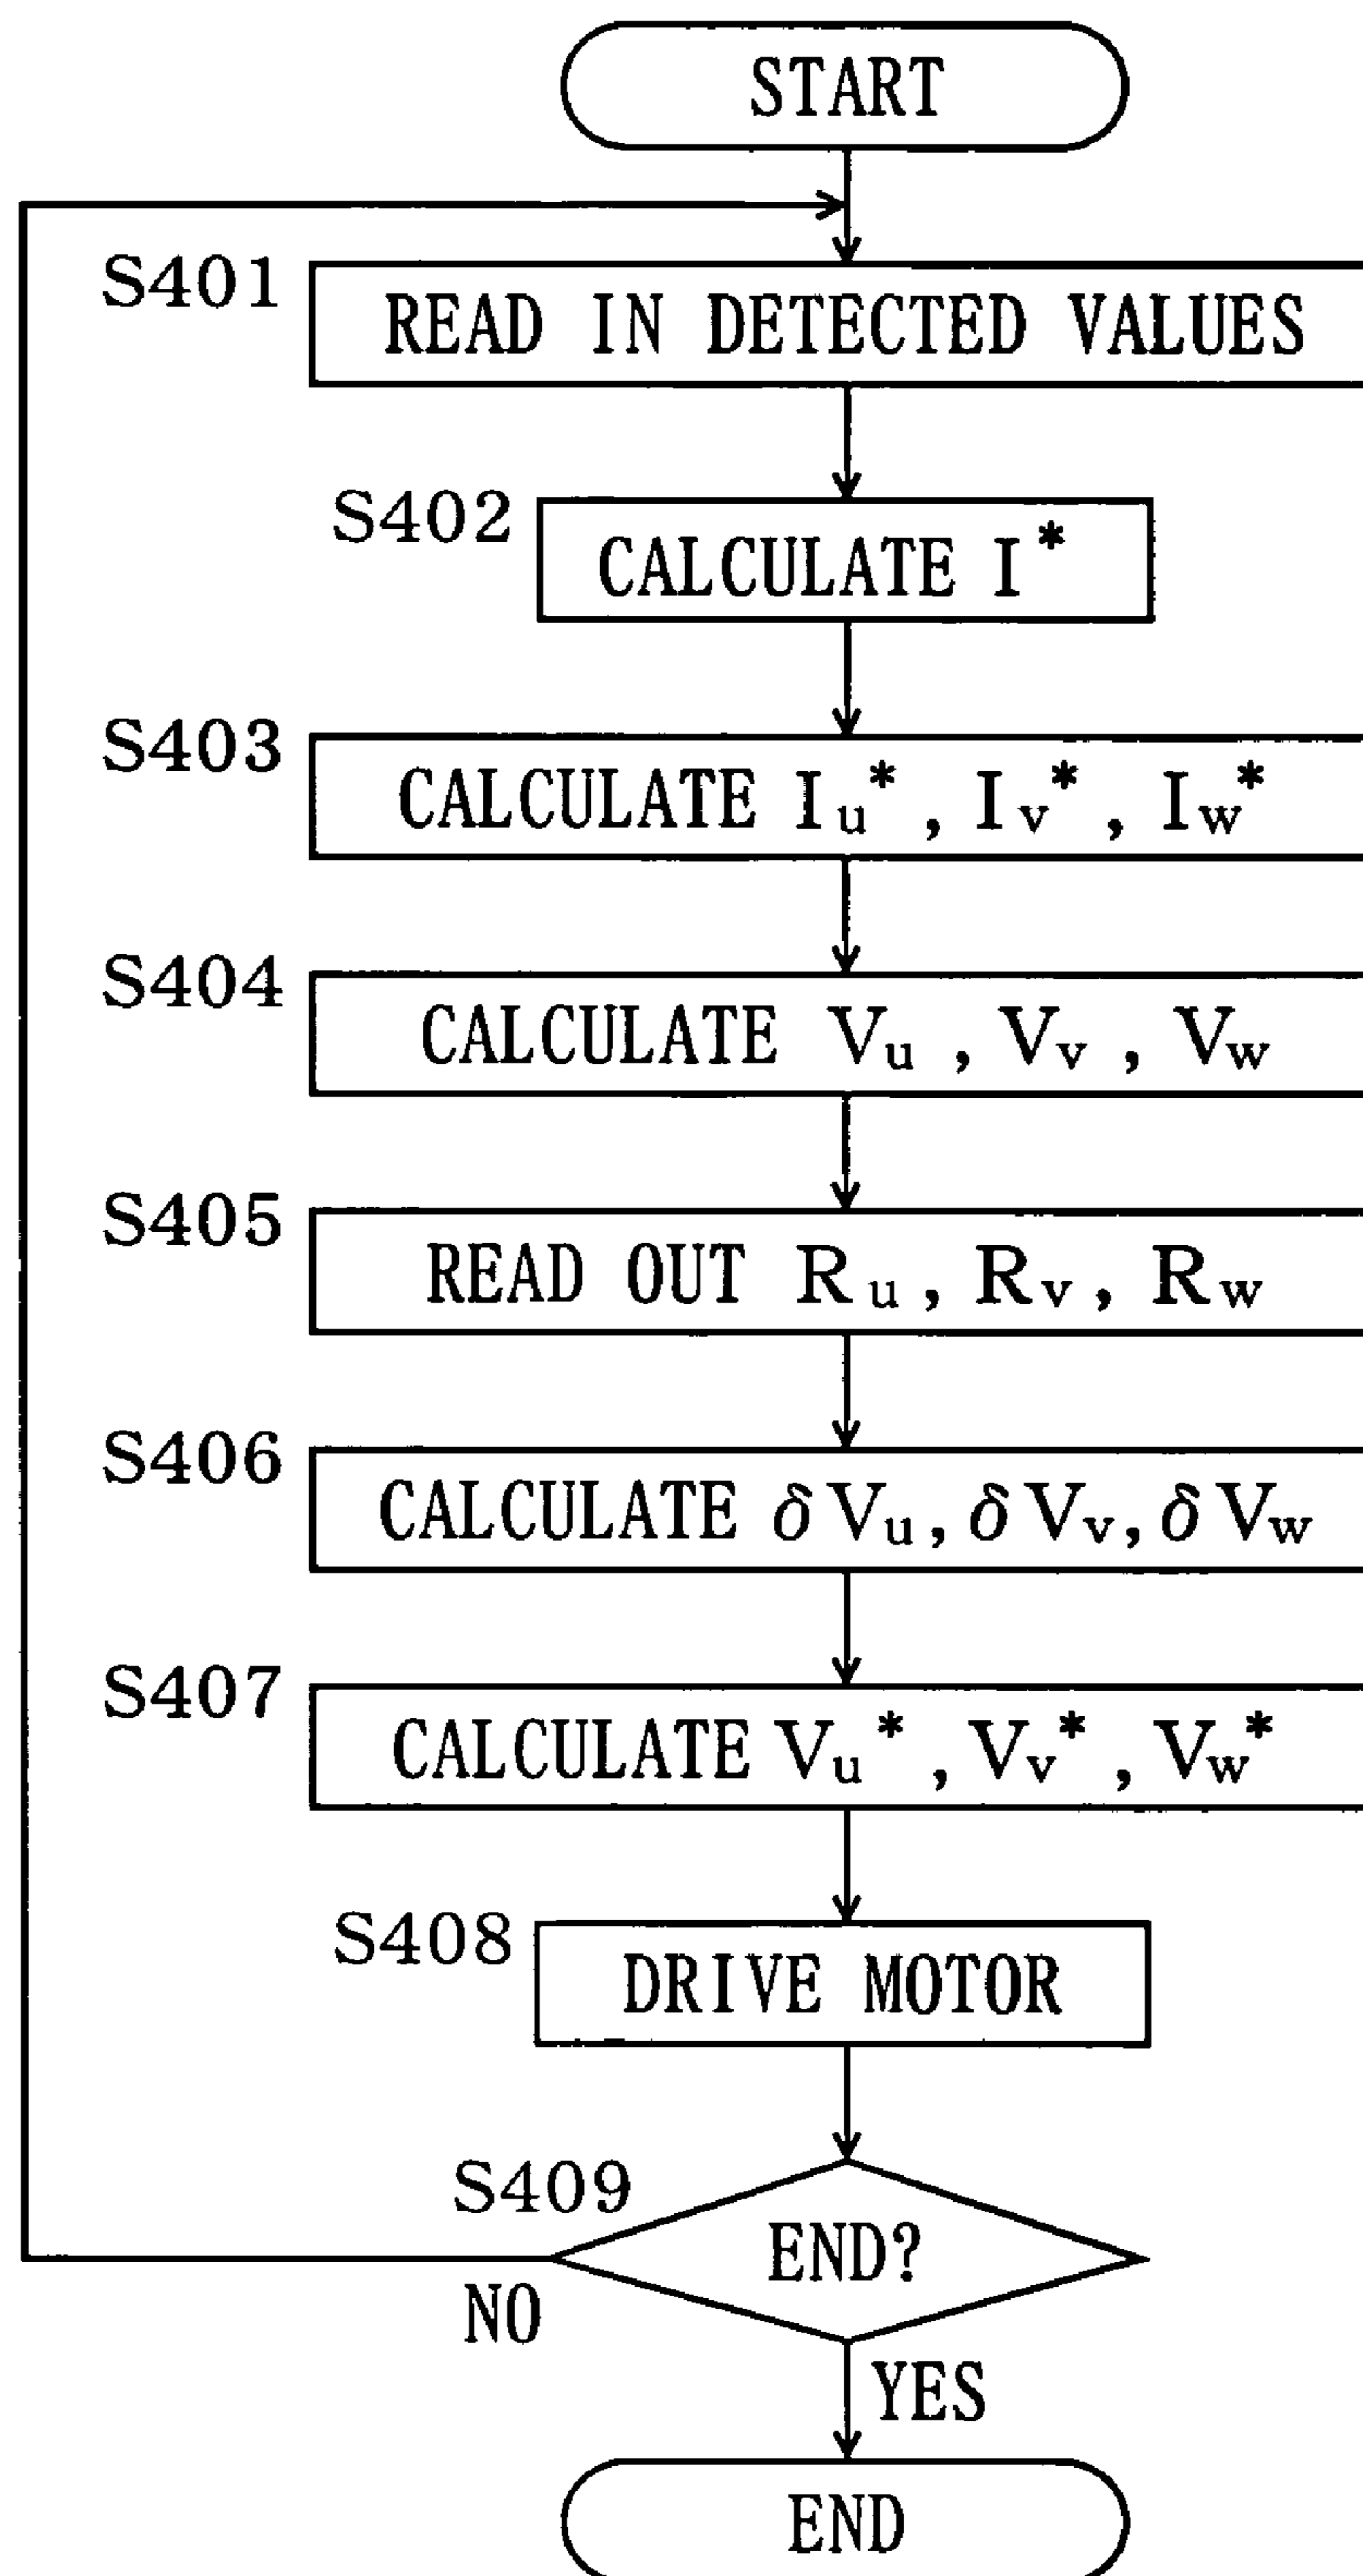 START
S401
READ IN DETECTED VALUES
S402
CALCULATE I*
S403
CALCULATE Iu*, Iv*, Iw*
S404
CALCULATE Vu, Vv, Vw
S405
READ OUT Ru, Rv, Rw
S406
CALCULATE δVu, δVv, δVw
S407
CALCULATE Vu*, Vv*, Vw*
S408
DRIVE MOTOR
S409
END?
NO
YES
END